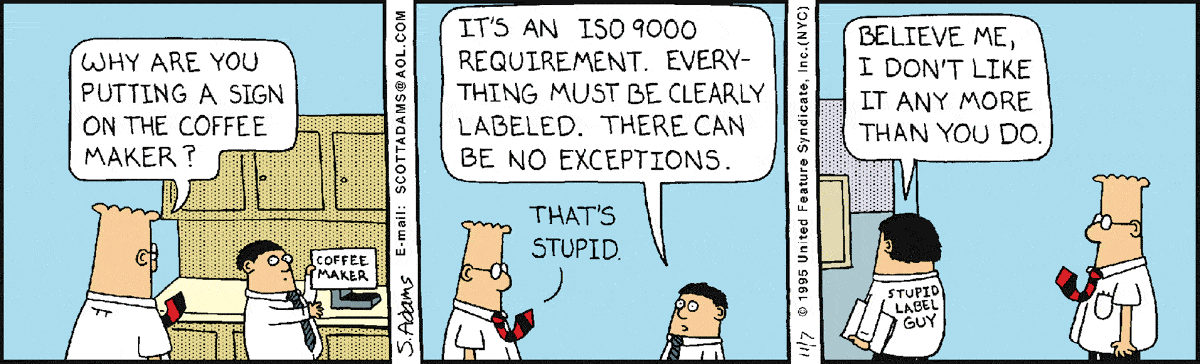 WHY ARE YOU
PUTTING A SIGN
ON THE COFFEE
MAKER?
COFFEE
MAKER
S.Adams E-mail: SCOTTADAMS@AOL.COM
IT'S AN ISO 9000
REQUIREMENT. EVERY-
THING MUST BE CLEARLY
LABELED. THERE CAN
BE NO EXCEPTIONS.
THAT'S
STUPID.
11/7 © 1995 United Feature Syndicate, Inc.(NYC)
BELIEVE ME,
I DON'T LIKE
IT ANY MORE
THAN YOU DO.
STUPID
LABEL
GUY